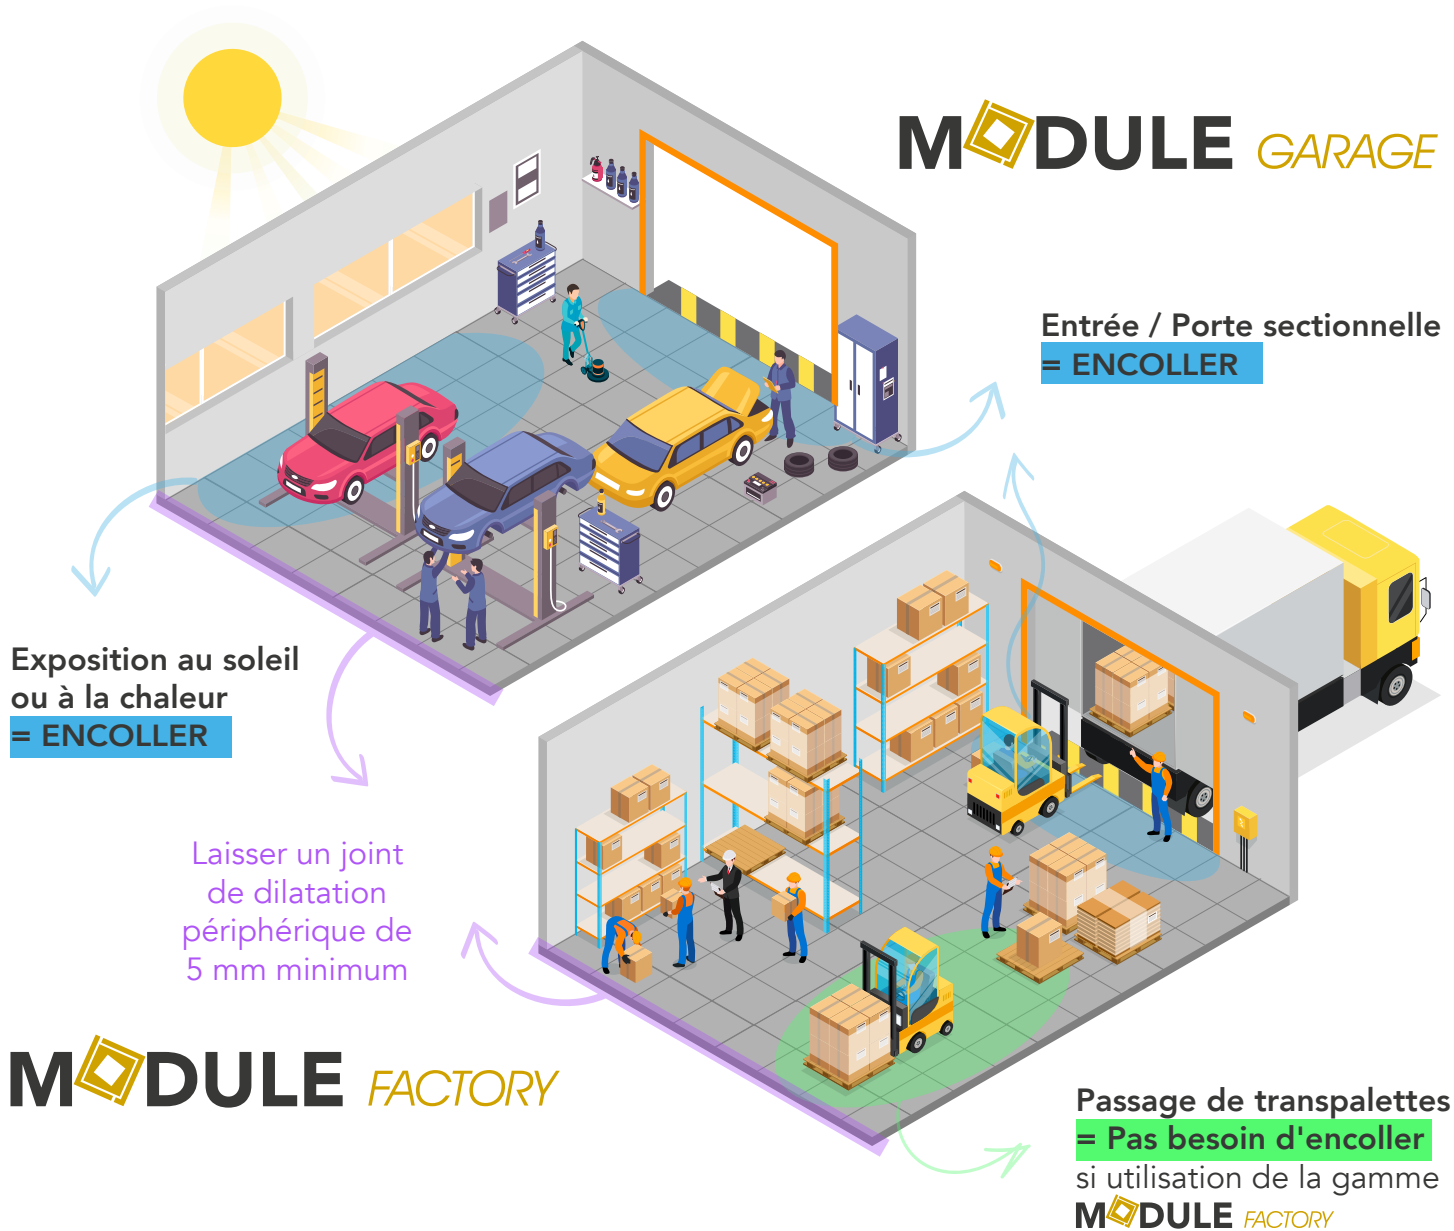 MODULE GARAGE
Entrée / Porte sectionnelle
= ENCOLLER
Exposition au soleil
ou à la chaleur
= ENCOLLER
Laisser un joint
de dilatation
périphérique de
5 mm minimum
MODULE FACTORY
Passage de transpalettes
= Pas besoin d'encoller
si utilisation de la gamme
MODULE FACTORY